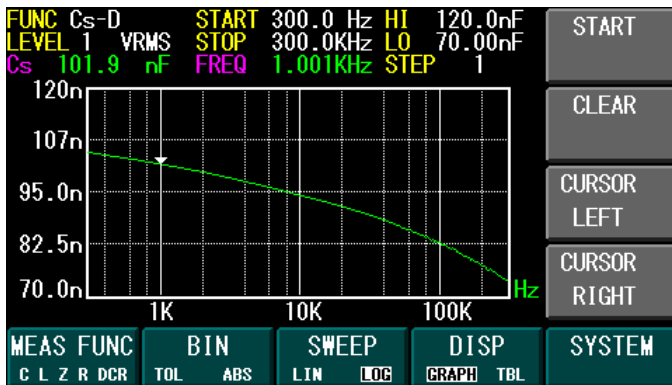 FUNC Cs-D START 300.0 Hz HI 120.0nF
LEVEL 1 VRMS STOP 300.0KHz LO 70.00nF
Cs 101.9 nF FREQ 1.001KHz STEP 1
120n
107n
95.0n
82.5n
70.0n
Hz
1K 10K 100K
START
CLEAR
CURSOR
LEFT
CURSOR
RIGHT
MEAS FUNC BIN SWEEP DISP SYSTEM
C L Z R DCR TOL ABS LIN LOG GRAPH TBL